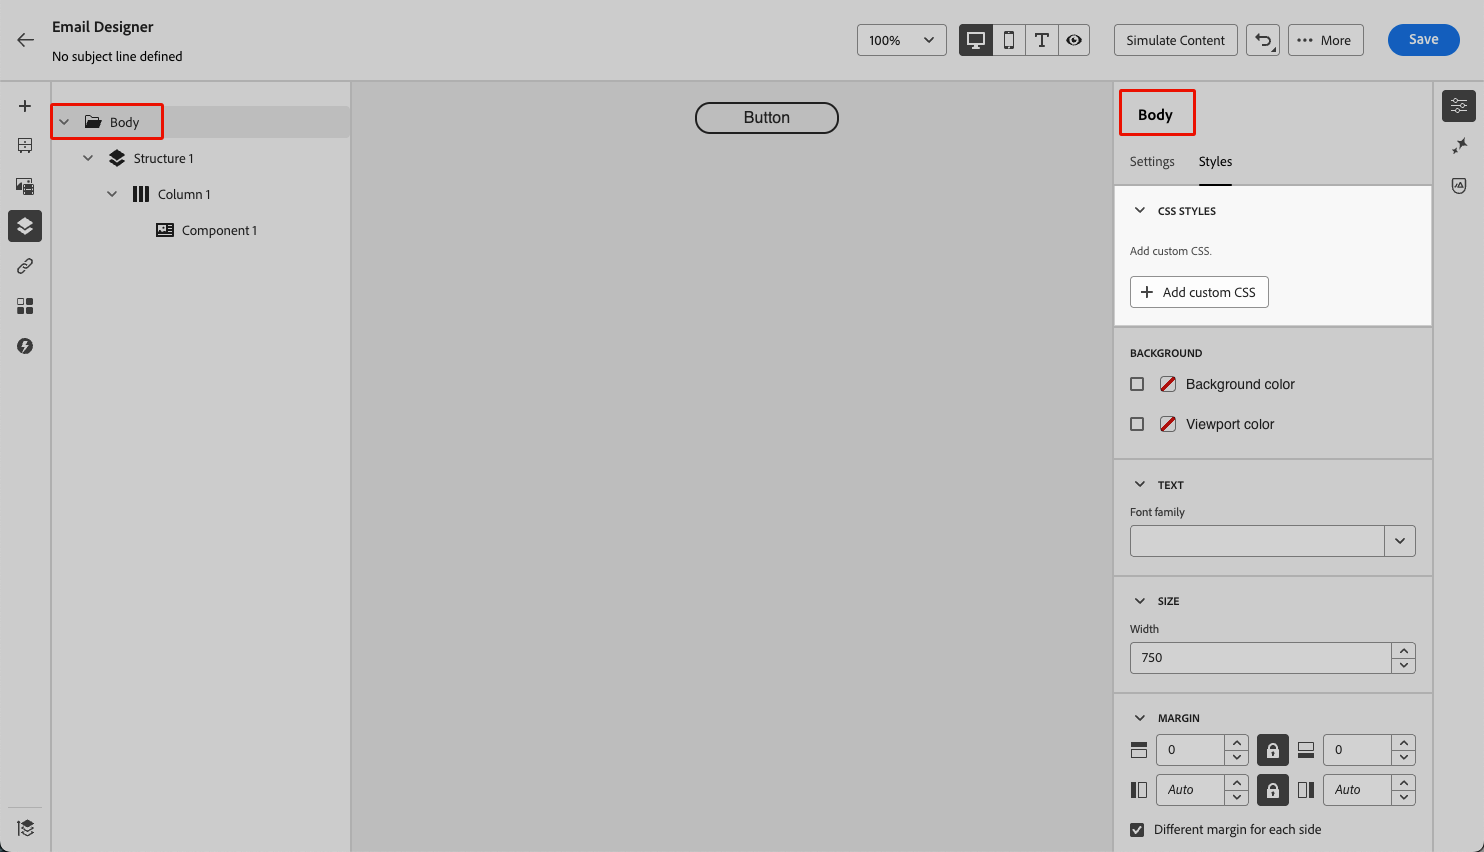 Email Designer
No subject line defined
100%
Simulate Content
More
Save
Body
Structure 1
Column 1
Component 1
Button
Body
Settings
Styles
CSS STYLES
Add custom CSS.
Add custom CSS
BACKGROUND
Background color
Viewport color
TEXT
Font family
SIZE
Width
750
MARGIN
0
0
Auto
Auto
Different margin for each side